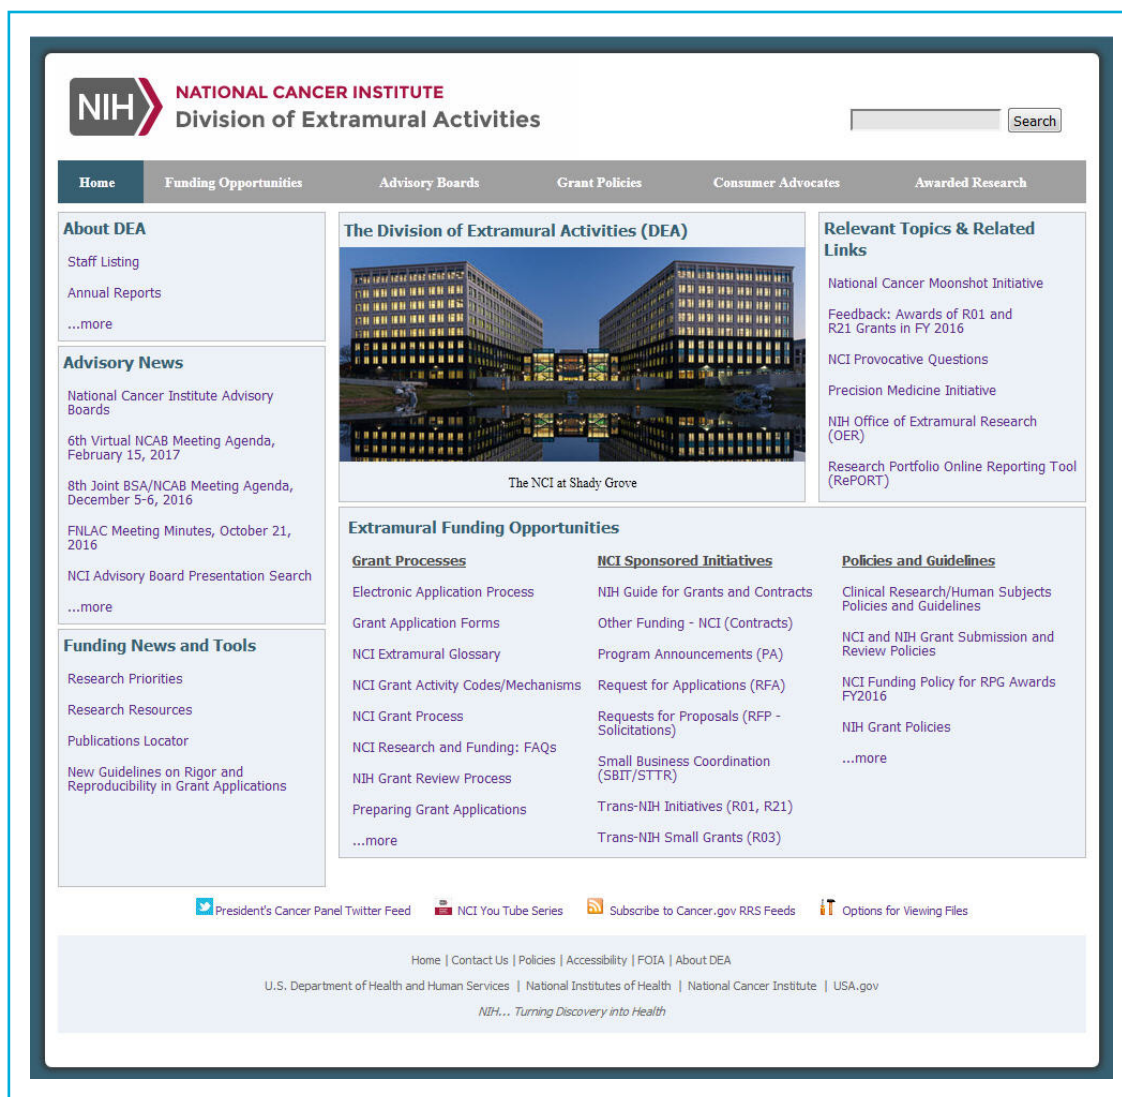 NIH
NATIONAL CANCER INSTITUTE
Division of Extramural Activities
Search
Home
Funding Opportunities
Advisory Boards
Grant Policies
Consumer Advocates
Awarded Research
About DEA
Staff Listing
Annual Reports
...more
Advisory News
National Cancer Institute Advisory
Boards
6th Virtual NCAB Meeting Agenda,
February 15, 2017
8th Joint BSA/NCAB Meeting Agenda,
December 5-6, 2016
FNLAC Meeting Minutes, October 21,
2016
NCI Advisory Board Presentation Search
...more
Funding News and Tools
Research Priorities
Research Resources
Publications Locator
New Guidelines on Rigor and
Reproducibility in Grant Applications
The Division of Extramural Activities (DEA)
The NCI at Shady Grove
Relevant Topics & Related
Links
National Cancer Moonshot Initiative
Feedback: Awards of R01 and
R21 Grants in FY 2016
NCI Provocative Questions
Precision Medicine Initiative
NIH Office of Extramural Research
(OER)
Research Portfolio Online Reporting Tool
(RePORT)
Extramural Funding Opportunities
Grant Processes
Electronic Application Process
Grant Application Forms
NCI Extramural Glossary
NCI Grant Activity Codes/Mechanisms
NCI Grant Process
NCI Research and Funding: FAQs
NIH Grant Review Process
Preparing Grant Applications
...more
NCI Sponsored Initiatives
NIH Guide for Grants and Contracts
Other Funding - NCI (Contracts)
Program Announcements (PA)
Request for Applications (RFA)
Requests for Proposals (RFP -
Solicitations)
Small Business Coordination
(SBIT/STTR)
Trans-NIH Initiatives (R01, R21)
Trans-NIH Small Grants (R03)
Policies and Guidelines
Clinical Research/Human Subjects
Policies and Guidelines
NCI and NIH Grant Submission and
Review Policies
NCI Funding Policy for RPG Awards
FY2016
NIH Grant Policies
...more
President's Cancer Panel Twitter Feed
NCI You Tube Series
Subscribe to Cancer.gov RRS Feeds
Options for Viewing Files
Home | Contact Us | Policies | Accessibility | FOIA | About DEA
U.S. Department of Health and Human Services | National Institutes of Health | National Cancer Institute | USA.gov
NIH... Turning Discovery into Health